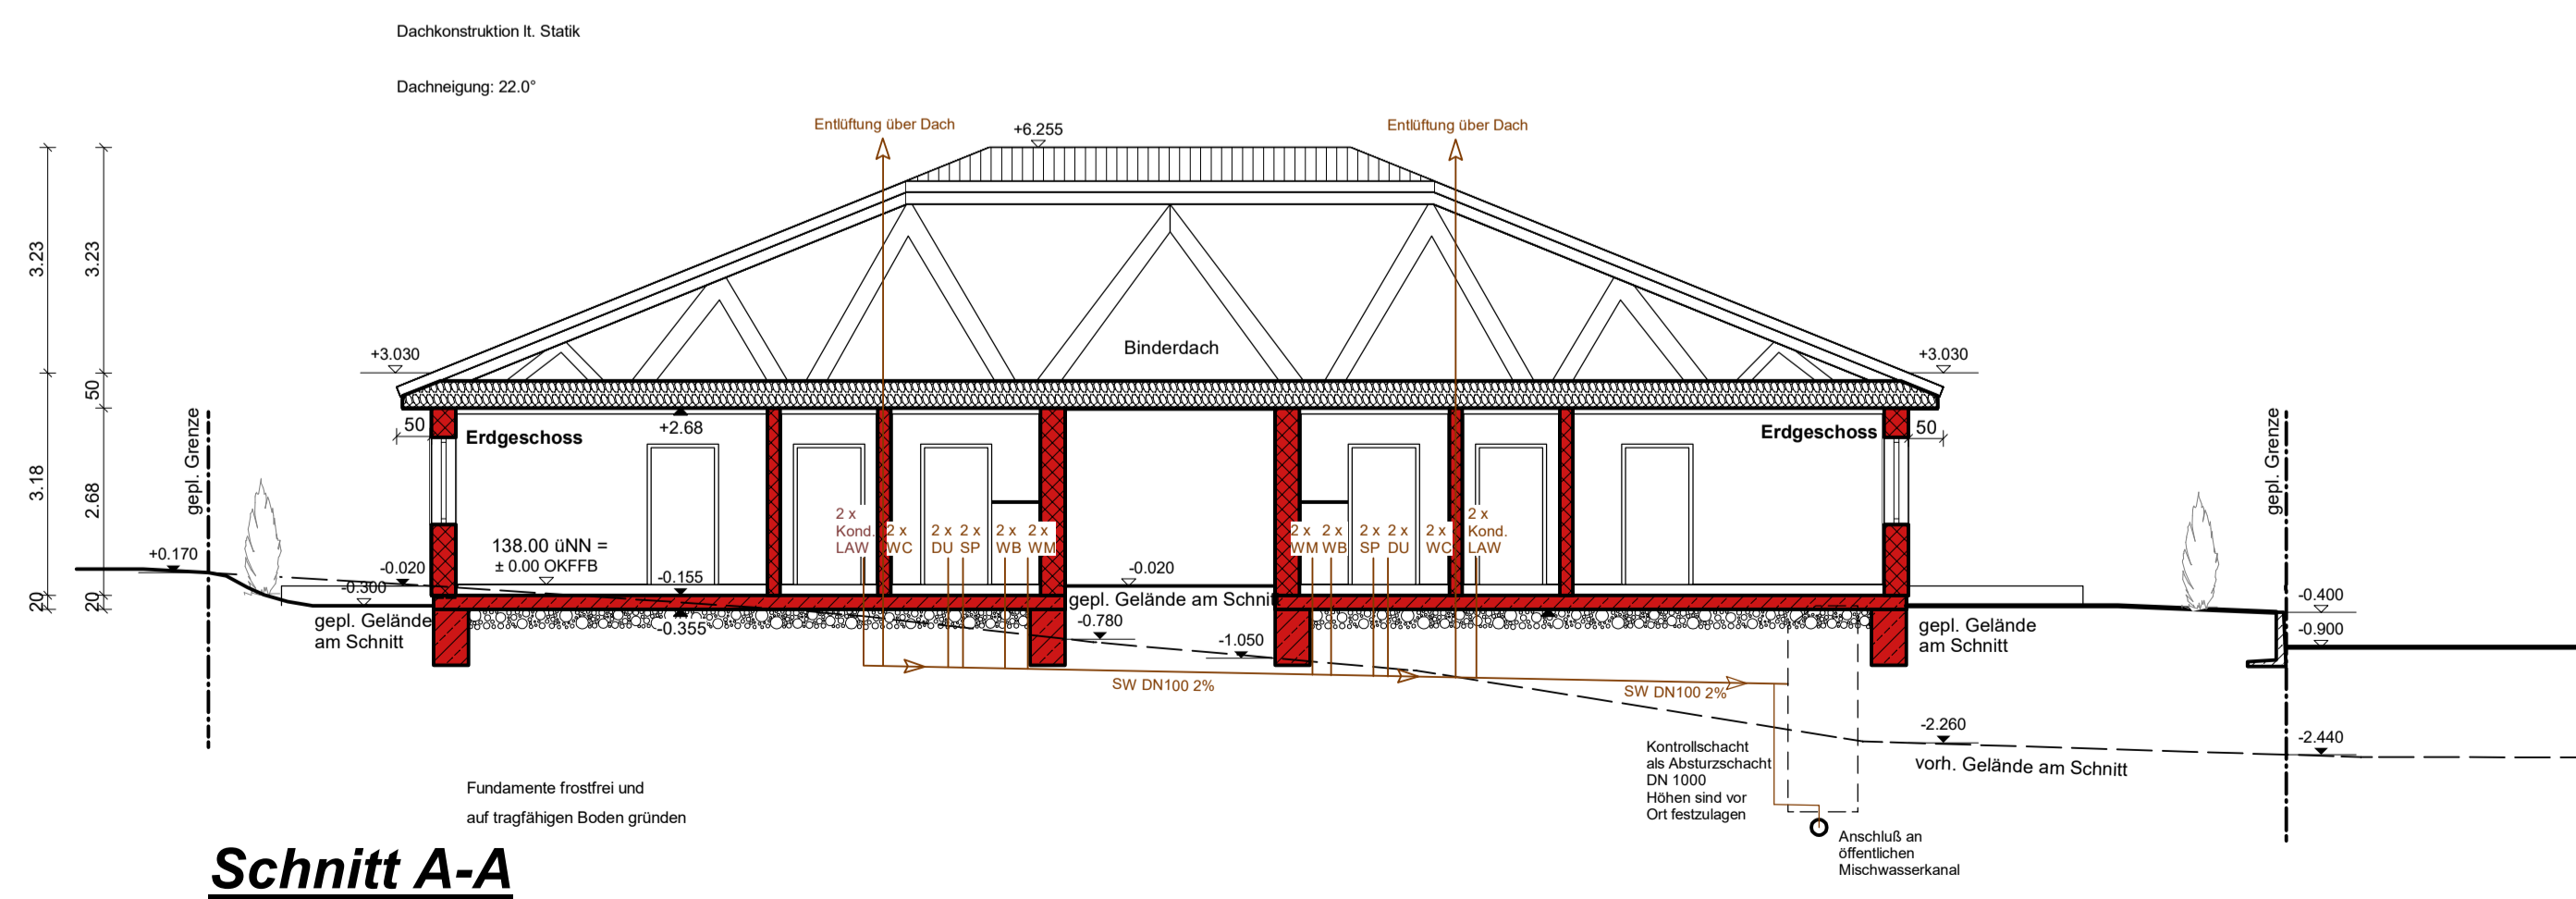 Dachkonstruktion lt. Statik
Dachneigung: 22.0°
Entlüftung über Dach
+6.255
Entlüftung über Dach
3.23
3.23
+3.030
Binderdach
+3.030
50
50
+2.68
Erdgeschoss
Erdgeschoss
50
gepl. Grenze
gepl. Grenze
3.18
2.68
2 x
Kond.
LAW
2 x
WC
2 x
DU
2 x
SP
2 x
WB
2 x
WM
2 x
WM
2 x
WB
2 x
SP
2 x
DU
2 x
WC
2 x
Kond.
LAW
138.00 üNN =
± 0.00 OKFFB
+0.170
-0.020
-0.300
-0.155
-0.020
20
20
gepl. Gelände
am Schnitt
-0.355
gepl. Gelände am Schnitt
-0.780
-1.050
gepl. Gelände
am Schnitt
-0.400
-0.900
SW DN100 2%
SW DN100 2%
-2.260
-2.440
vorh. Gelände am Schnitt
Kontrollschacht
als Absturzschacht
DN 1000
Höhen sind vor
Ort festzulagen
Fundamente frostfrei und
auf tragfähigen Boden gründen
Anschluß an
öffentlichen
Mischwasserkanal
Schnitt A-A